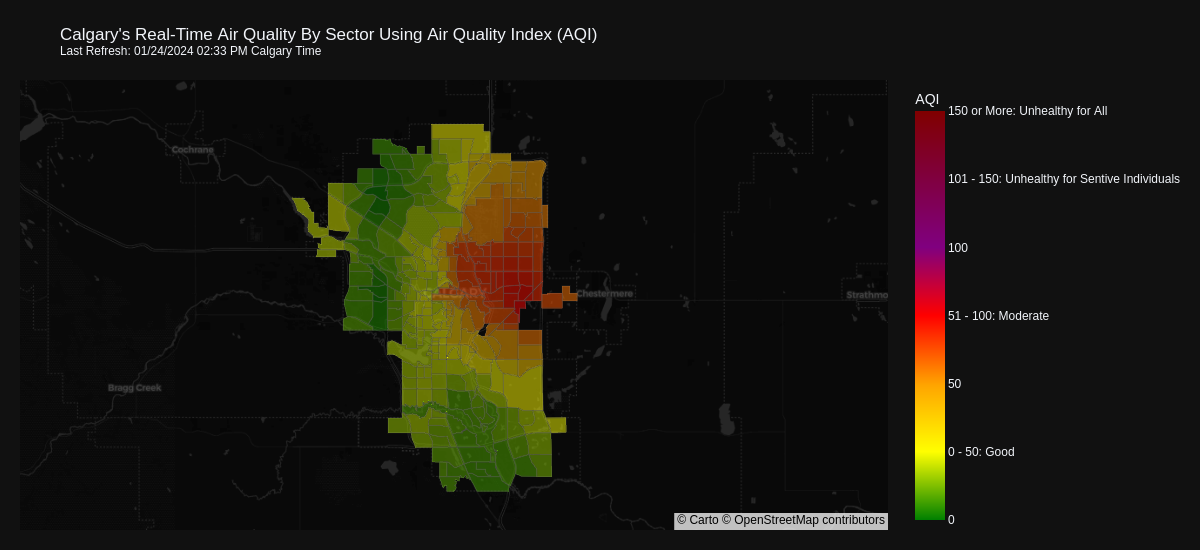 Calgary's Real-Time Air Quality By Sector Using Air Quality Index (AQI)
Last Refresh: 01/24/2024 02:33 PM Calgary Time
AQI
150 or More: Unhealthy for All
101 - 150: Unhealthy for Sentive Individuals
100
51 - 100: Moderate
50
0 - 50: Good
0
Cochrane
CALGARY
Chestermere
Strathmo
Bragg Creek
© Carto © OpenStreetMap contributors